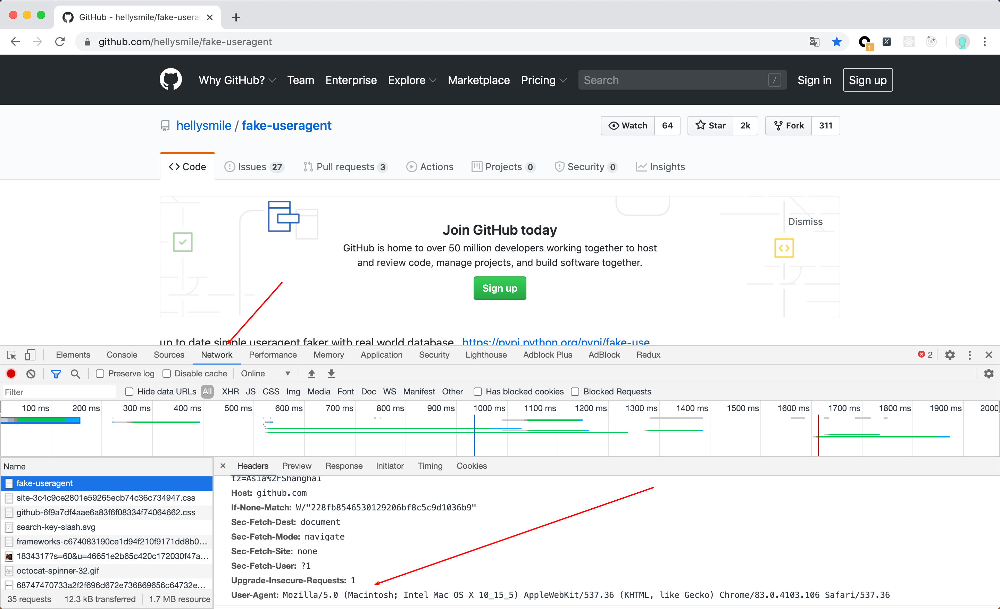 GitHub - hellysmile/fake-usera
github.com/hellysmile/fake-useragent
1
Why GitHub? Team Enterprise Explore Marketplace Pricing Search / Sign in Sign up
hellysmile / fake-useragent
Watch 64 Star 2k Fork 311
Code Issues 27 Pull requests 3 Actions Projects 0 Security 0 Insights
Dismiss
Join GitHub today
GitHub is home to over 50 million developers working together to host
and review code, manage projects, and build software together.
Sign up
up to date simple useragent faker with real world database https://pypi.python.org/pypi/fake-use...
Elements Console Sources Network Performance Memory Application Security Lighthouse Adblock Plus AdBlock Redux 2
Preserve log Disable cache Online
Filter Hide data URLs All XHR JS CSS Img Media Font Doc WS Manifest Other Has blocked cookies Blocked Requests
100 ms 200 ms 300 ms 400 ms 500 ms 600 ms 700 ms 800 ms 900 ms 1000 ms 1100 ms 1200 ms 1300 ms 1400 ms 1500 ms 1600 ms 1700 ms 1800 ms 1900 ms 2000
Name
fake-useragent
site-3c4c9ce2801e59265ecb74c36c734947.css
github-6f9a7df4aae6a83f6f08334f74064662.css
search-key-slash.svg
frameworks-c674083190ce1d94f210f9171dd8b0...
1834317?s=60&u=46651e2b65c420c172030f47a...
octocat-spinner-32.gif
68747470733a2f2f696d672e736869656c64732e...
35 requests 12.3 kB transferred 1.7 MB resources
Headers Preview Response Initiator Timing Cookies
tz=Asia%2FShanghai
Host: github.com
If-None-Match: W/"228fb8546530129206bf8c5c9d1036b9"
Sec-Fetch-Dest: document
Sec-Fetch-Mode: navigate
Sec-Fetch-Site: none
Sec-Fetch-User: ?1
Upgrade-Insecure-Requests: 1
User-Agent: Mozilla/5.0 (Macintosh; Intel Mac OS X 10_15_5) AppleWebKit/537.36 (KHTML, like Gecko) Chrome/83.0.4103.106 Safari/537.36